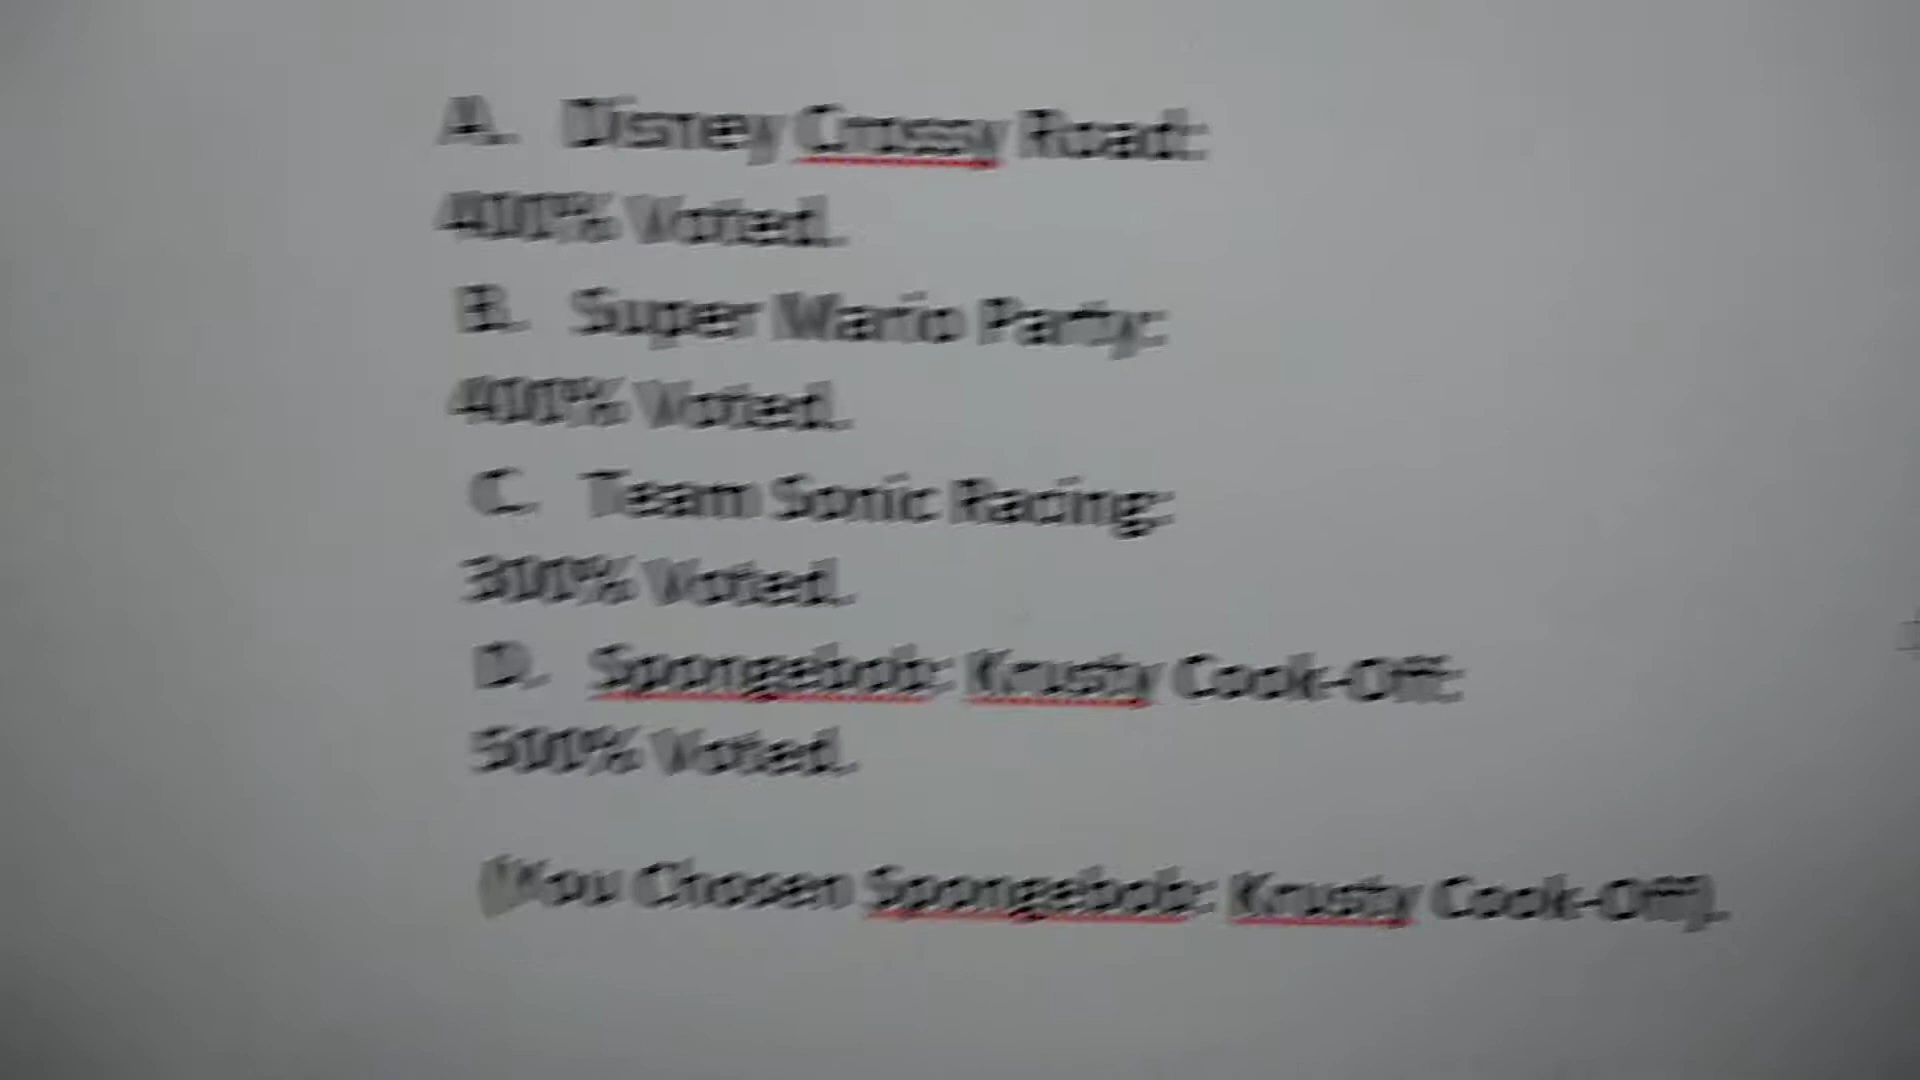 A. Disney Crossy Road:
400% Voted.
B. Super Mario Party:
400% Voted.
C. Team Sonic Racing:
300% Voted.
D. Spongebob: Krusty Cook-Off:
500% Voted.
(You Chosen Spongebob: Krusty Cook-Off).